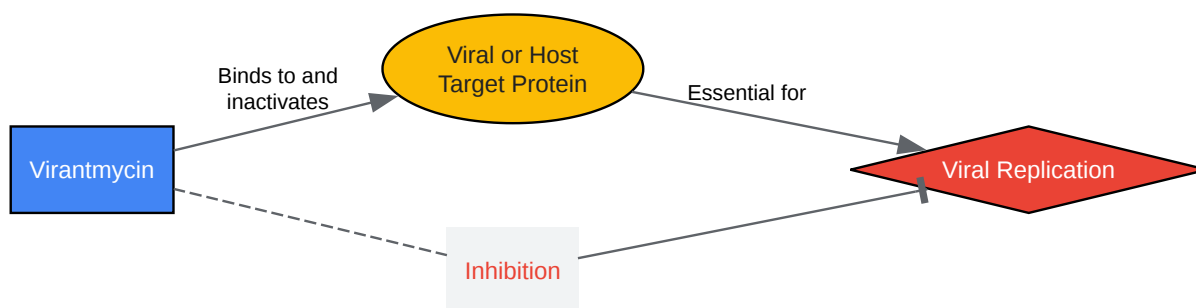 Viral or Host
Target Protein
Binds to and
inactivates
Essential for
Virantmycin
Viral Replication
Inhibition